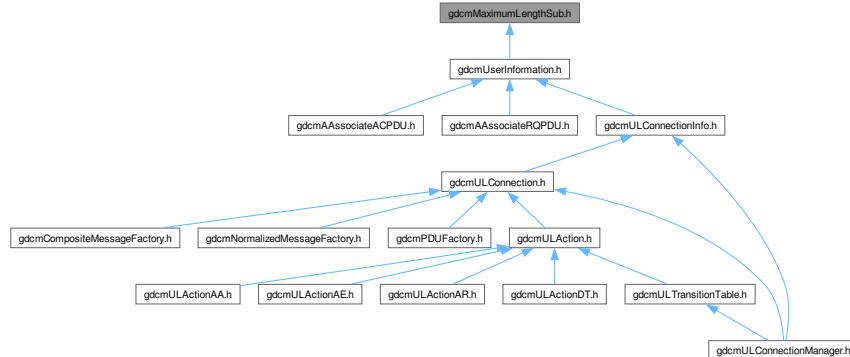 gdcmMaximumLengthSub.h
gdcmUserInformation.h
gdcmAAssociateACPDU.h
gdcmAAssociateRQPDU.h
gdcmULConnectionInfo.h
gdcmULConnection.h
gdcmCompositeMessageFactory.h
gdcmNormalizedMessageFactory.h
gdcmPDUFactory.h
gdcmULAction.h
gdcmULActionAA.h
gdcmULActionAE.h
gdcmULActionAR.h
gdcmULActionDT.h
gdcmULTransitionTable.h
gdcmULConnectionManager.h